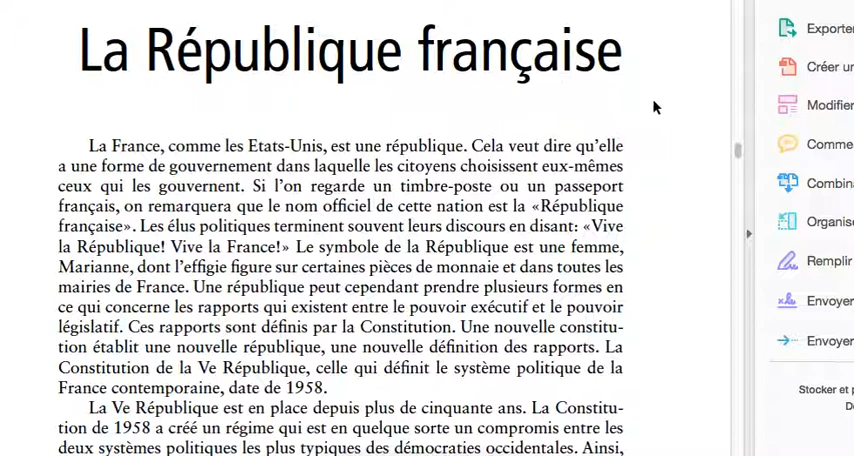 La République française
La France, comme les Etats-Unis, est une république. Cela veut dire qu’elle
a une forme de gouvernement dans laquelle les citoyens choisissent eux-mêmes
ceux qui les gouvernent. Si l’on regarde un timbre-poste ou un passeport
français, on remarquera que le nom officiel de cette nation est la «République
française». Les élus politiques terminent souvent leurs discours en disant: «Vive
la République! Vive la France!» Le symbole de la République est une femme,
Marianne, dont l’effigie figure sur certaines pièces de monnaie et dans toutes les
mairies de France. Une république peut cependant prendre plusieurs formes en
ce qui concerne les rapports qui existent entre le pouvoir exécutif et le pouvoir
législatif. Ces rapports sont définis par la Constitution. Une nouvelle constitu-
tion établit une nouvelle république, une nouvelle définition des rapports. La
Constitution de la Ve République, celle qui définit le système politique de la
France contemporaine, date de 1958.
La Ve République est en place depuis plus de cinquante ans. La Constitu-
tion de 1958 a créé un régime qui est en quelque sorte un compromis entre les
deux systèmes politiques les plus typiques des démocraties occidentales. Ainsi,
Exporte
Créer un
Modifier
Comme
Combina
Organise
Remplir
Envoyer
Envoyer
Stocker et p
D